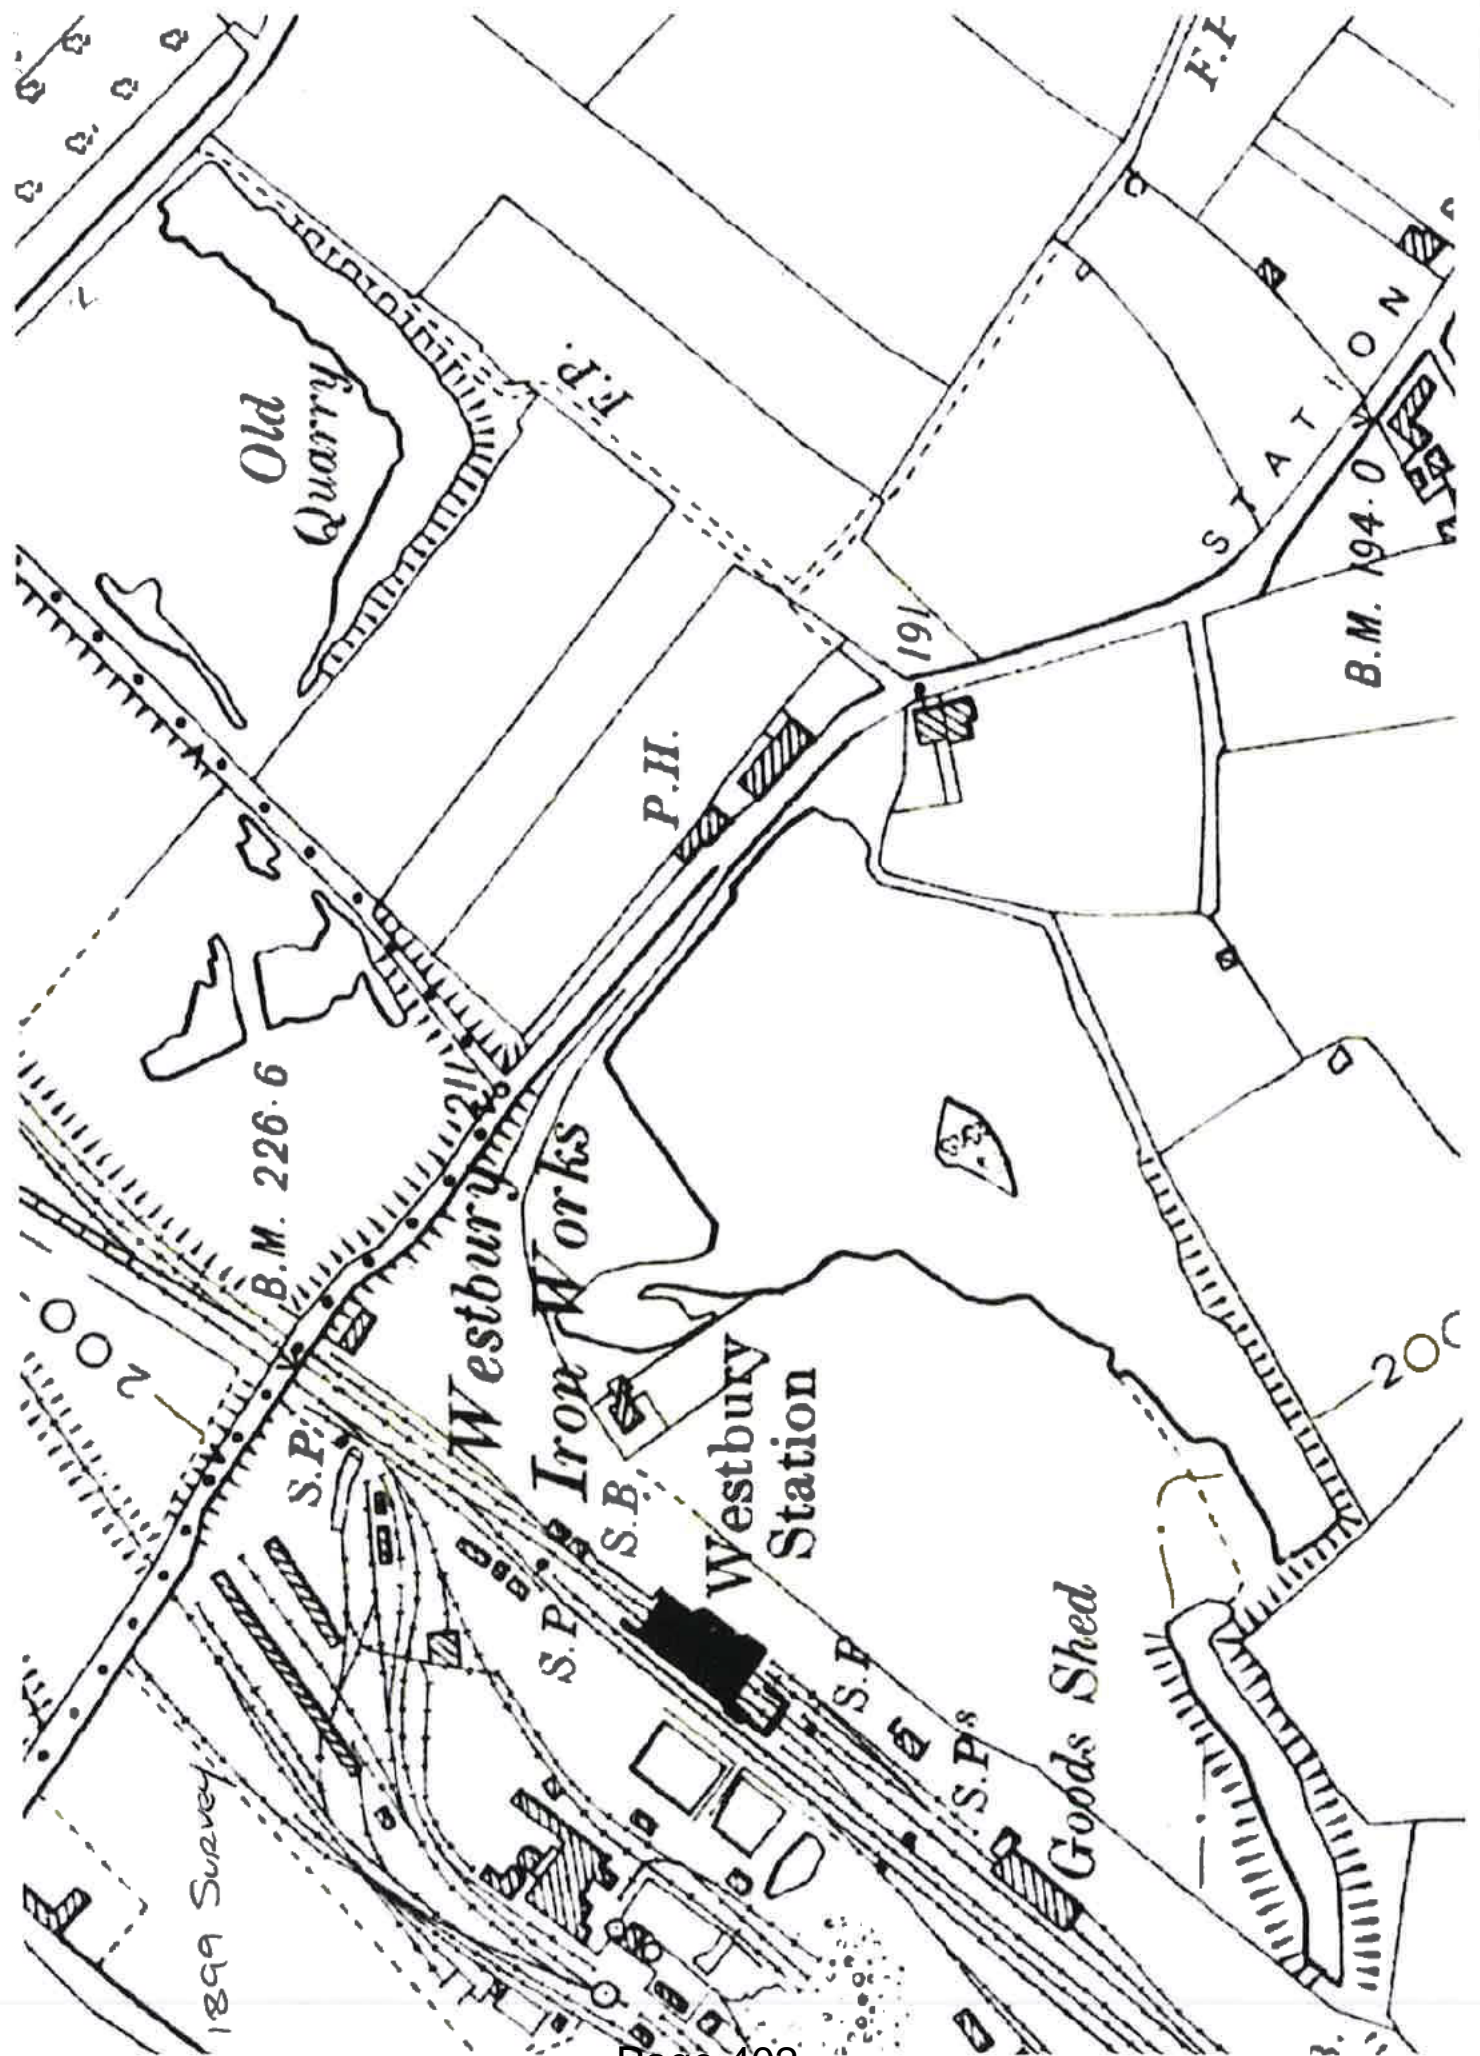 F.P.
Old
Quarry
F.P.
STATION
B.M. 194·0
191
P.H.
211
B.M. 226·6
Westbury
Iron Works
200
S.P.
S.B.
Westbury
Station
S.P.
S.P.
S.Ps
Goods Shed
200
1899 Survey